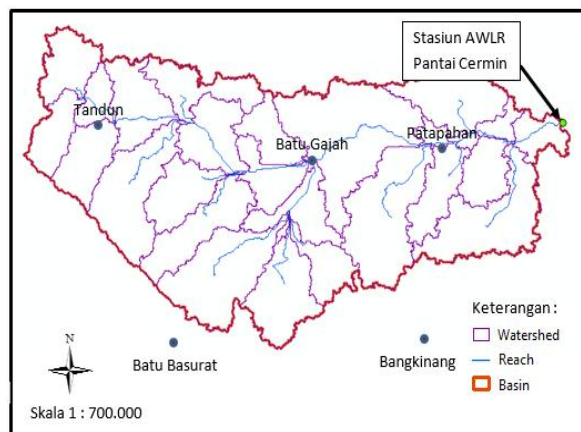 Stasiun AWLR
Pantai Cermin
Tandun
Batu Gajah
Patapahan
Keterangan :
Watershed
Reach
Basin
N
Batu Basurat
Bangkinang
Skala 1 : 700.000